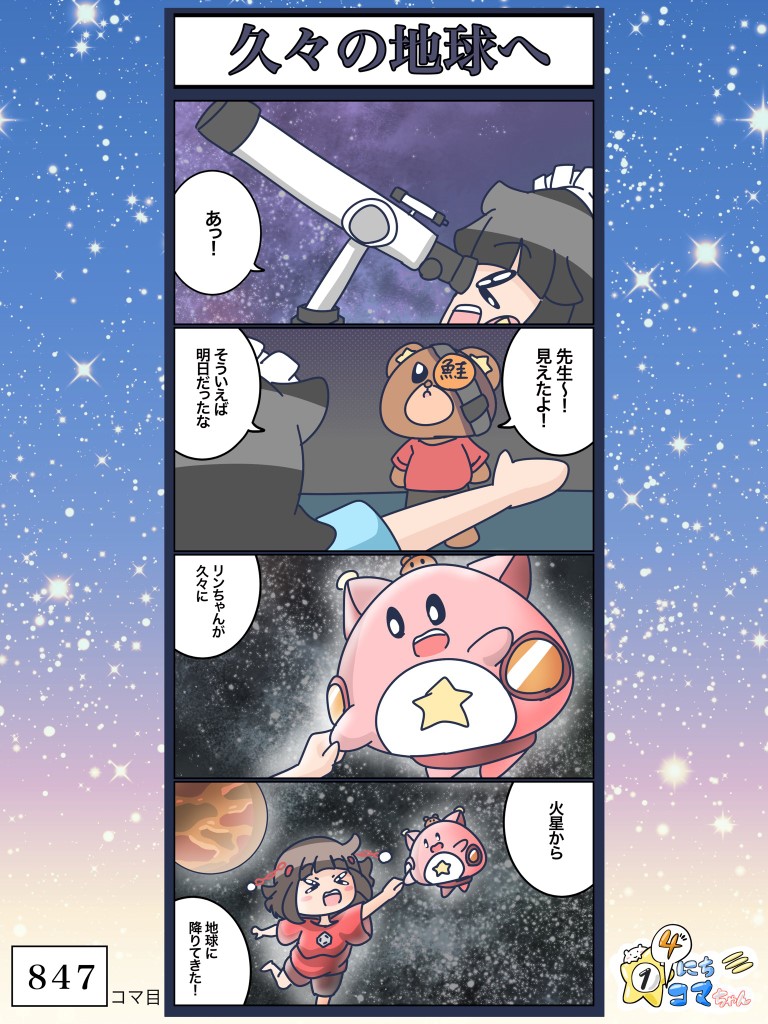 久々の地球へ
あっ！
先生〜！
見えたよ！
鮭
そういえば
明日だったな
リンちゃんが
久々に
火星から
地球に
降りてきた！
847
コマ目
1
4
にち
コマちゃん